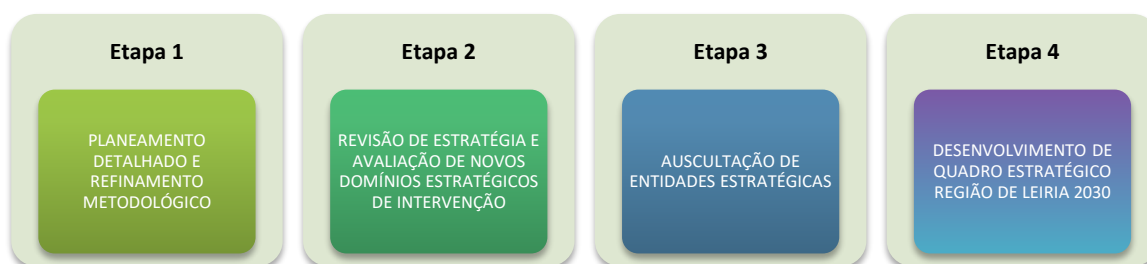 Etapa 1
PLANEAMENTO
DETALHADO E
REFINAMENTO
METODOLÓGICO
Etapa 2
REVISÃO DE ESTRATÉGIA E
AVALIAÇÃO DE NOVOS
DOMÍNIOS ESTRATÉGICOS
DE INTERVENÇÃO
Etapa 3
AUSCULTAÇÃO DE
ENTIDADES ESTRATÉGICAS
Etapa 4
DESENVOLVIMENTO DE
QUADRO ESTRATÉGICO
REGIÃO DE LEIRIA 2030